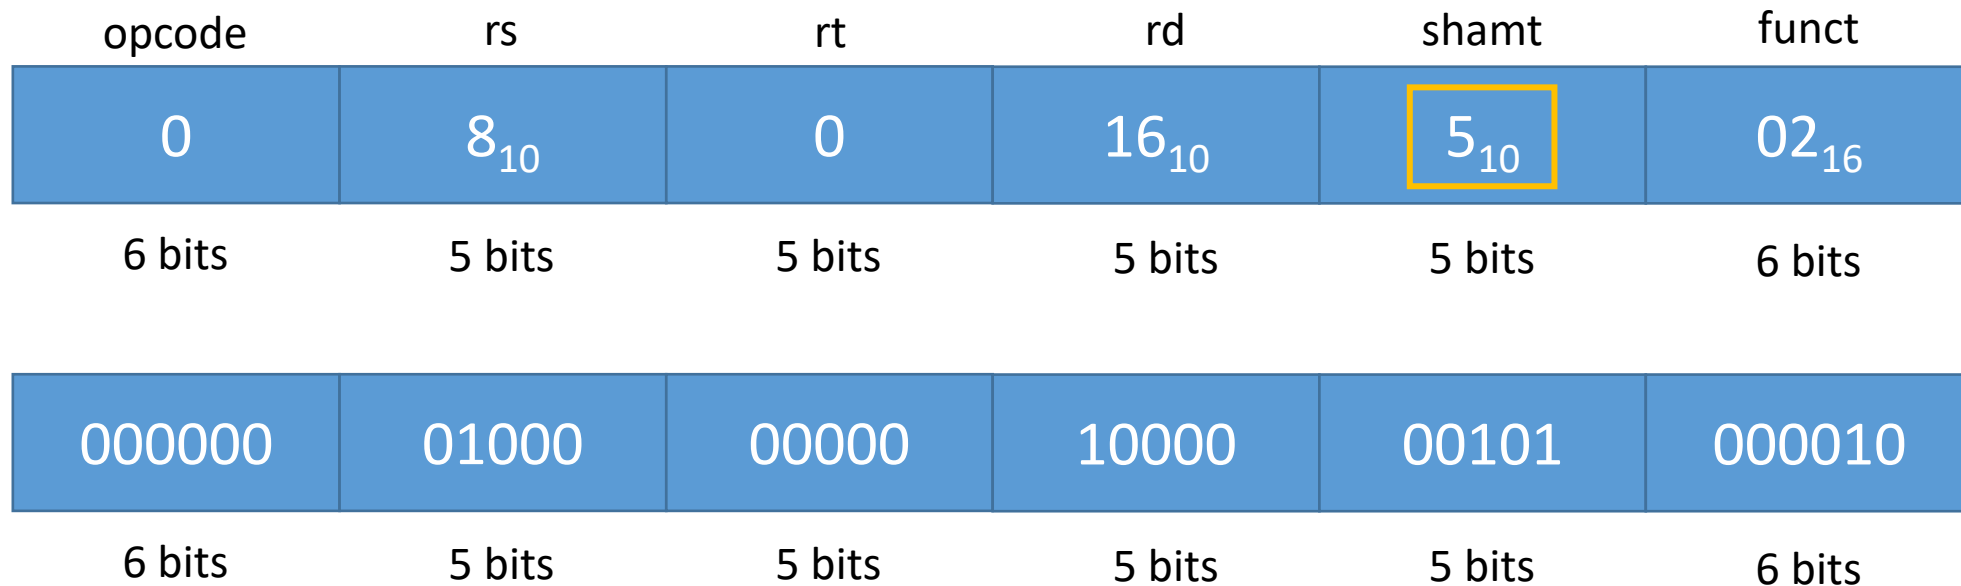 opcode rs rt rd shamt funct
0 8₁₀ 0 16₁₀ 5₁₀ 02₁₆
6 bits 5 bits 5 bits 5 bits 5 bits 6 bits
000000 01000 00000 10000 00101 000010
6 bits 5 bits 5 bits 5 bits 5 bits 6 bits